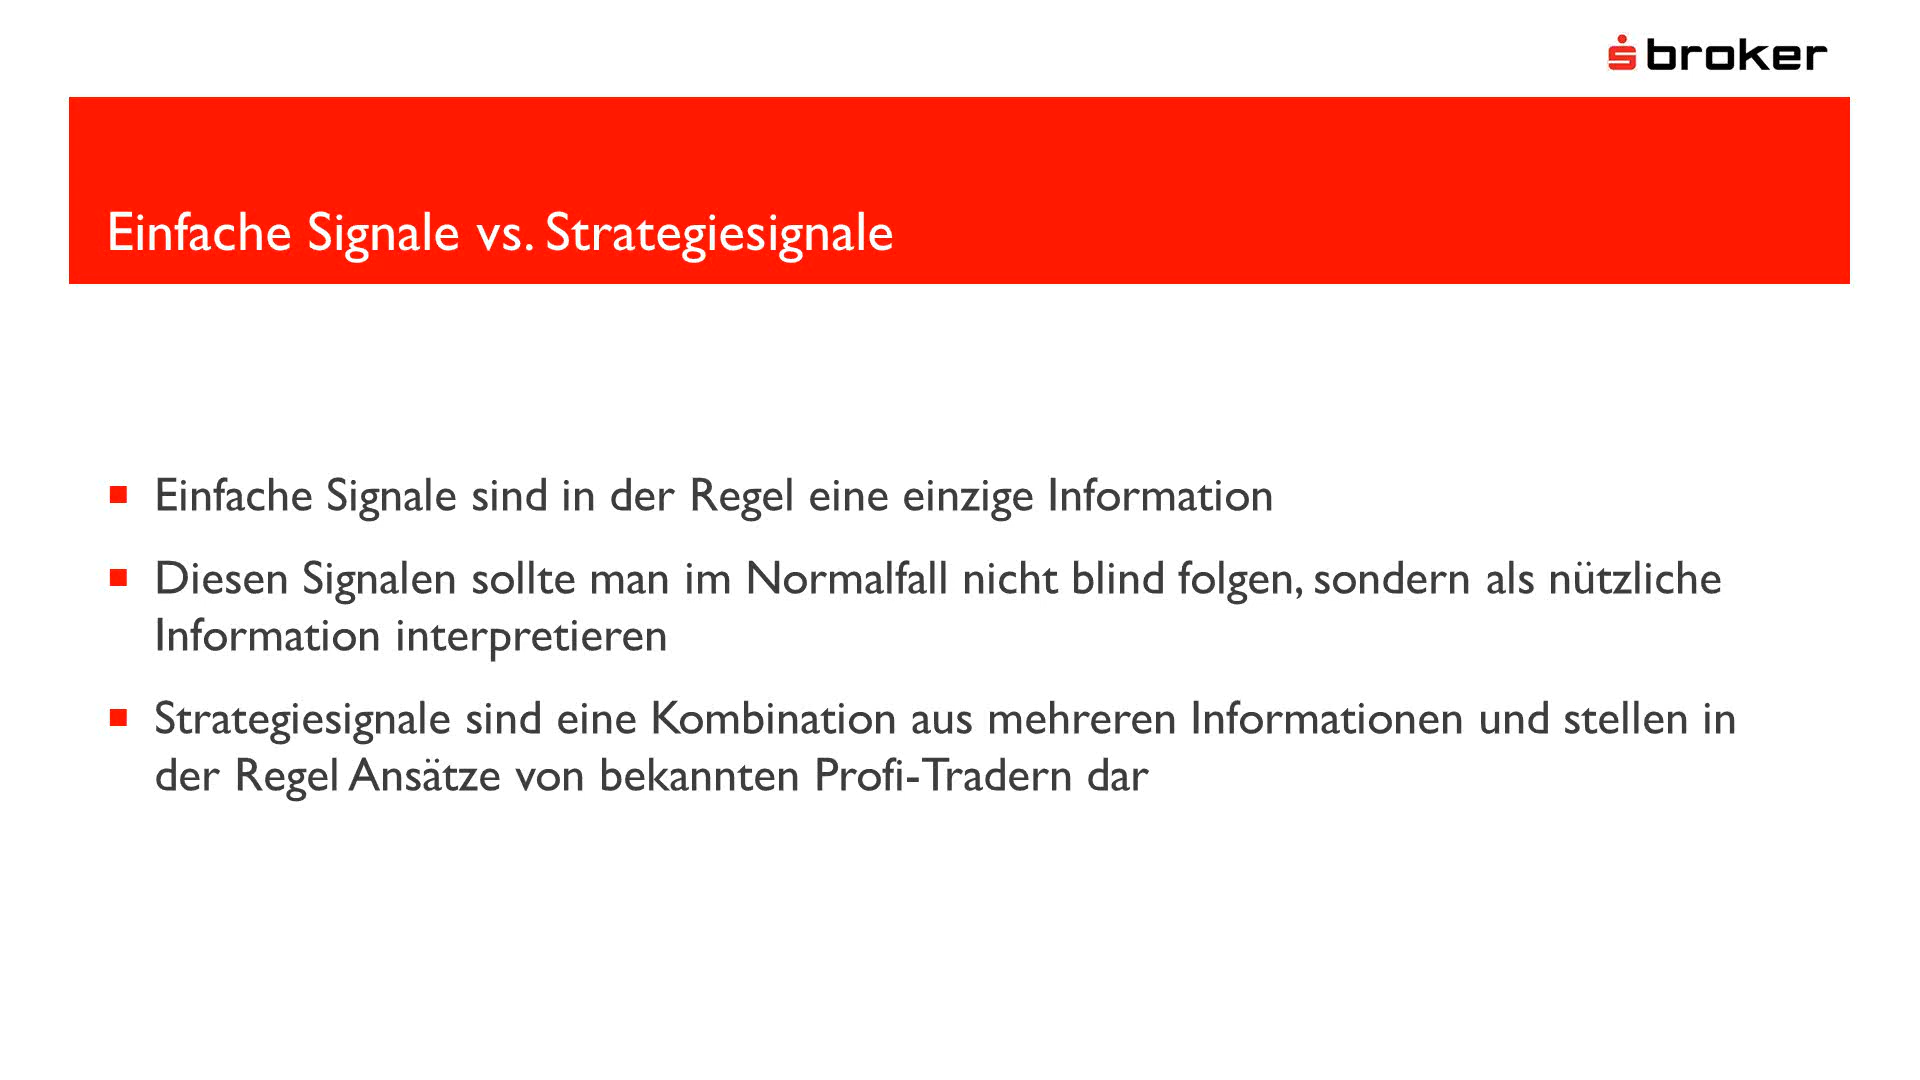 broker
Einfache Signale vs. Strategiesignale
Einfache Signale sind in der Regel eine einzige Information
Diesen Signalen sollte man im Normalfall nicht blind folgen, sondern als nützliche
Information interpretieren
Strategiesignale sind eine Kombination aus mehreren Informationen und stellen in
der Regel Ansätze von bekannten Profi-Tradern dar